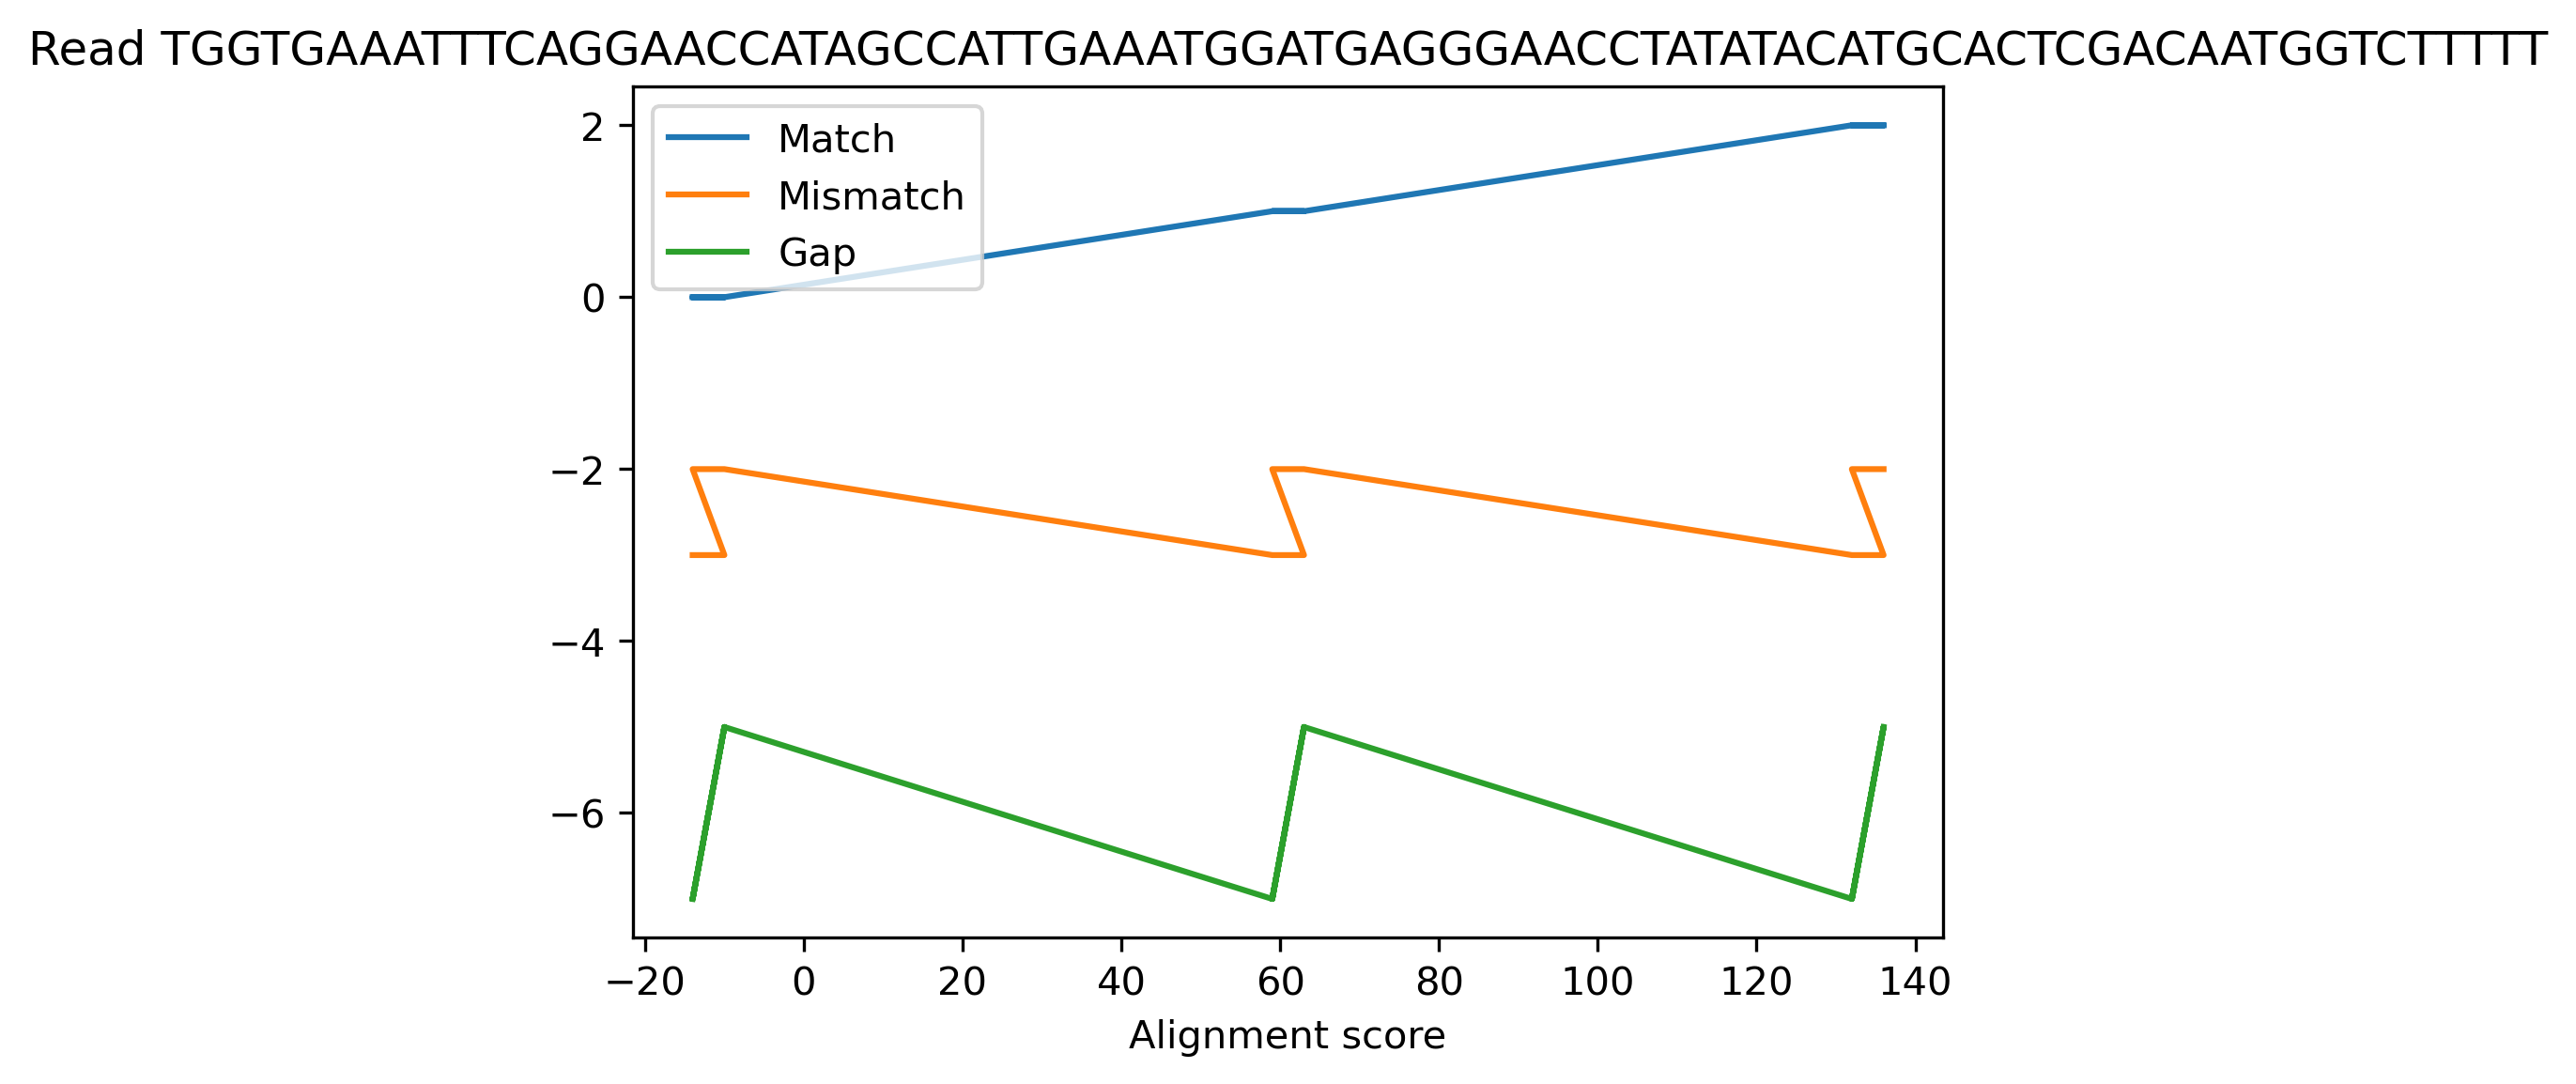 Read TGGTGAAATTTCAGGAACCATAGCCATTGAAATGGATGAGGGAACCTATATACATGCACTCGACAATGGTCTTTTT
Match
Mismatch
Gap
2
0
−2
−4
−6
−20 0 20 40 60 80 100 120 140
Alignment score